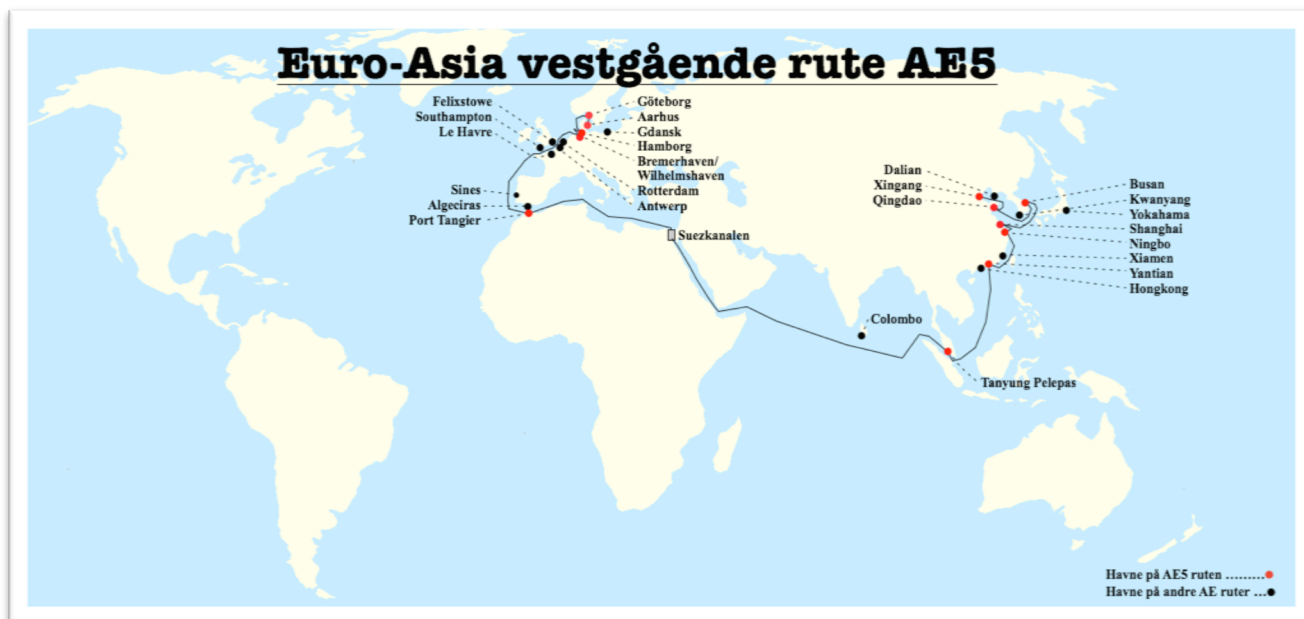 Euro-Asia vestgående rute AE5
Felixstowe
Southampton
Le Havre
Sines
Algeciras
Port Tangier
Göteborg
Aarhus
Gdansk
Hamborg
Bremerhaven/
Wilhelmshaven
Rotterdam
Antwerp
Suezkanalen
Colombo
Tanyung Pelepas
Dalian
Xingang
Qingdao
Busan
Kwanyang
Yokahama
Shanghai
Ningbo
Xiamen
Yantian
Hongkong
Havne på AE5 ruten .........
Havne på andre AE ruter ...